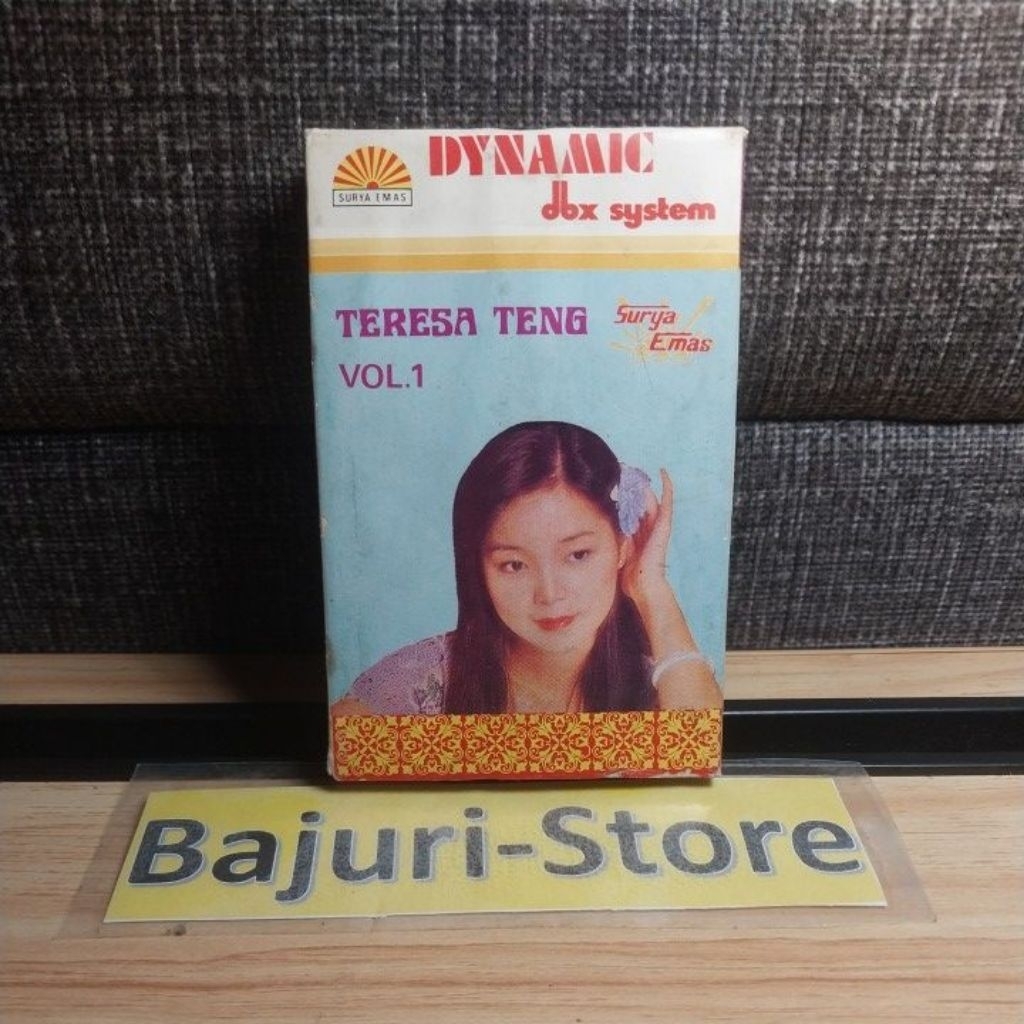 DYNAMIC
SURYA EMAS
dbx system
TERESA TENG
Surya
Emas
VOL.1
Bajuri-Store